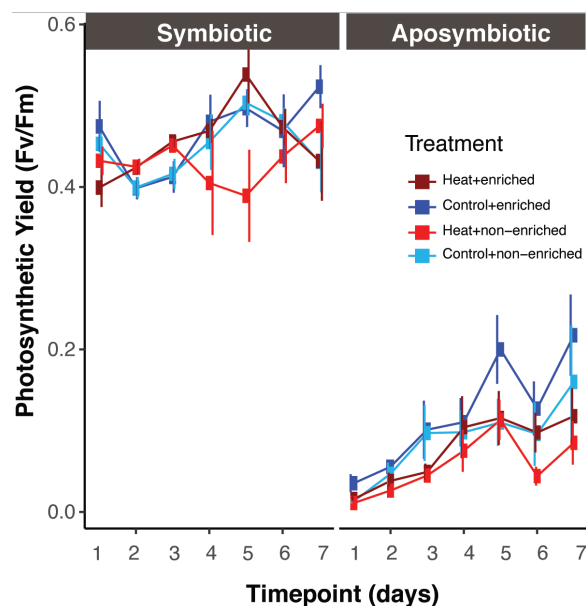 Symbiotic
Aposymbiotic
Photosynthetic Yield (Fv/Fm)
0.6
0.4
0.2
0.0
Treatment
Heat+enriched
Control+enriched
Heat+non−enriched
Control+non−enriched
1 2 3 4 5 6 7
1 2 3 4 5 6 7
Timepoint (days)